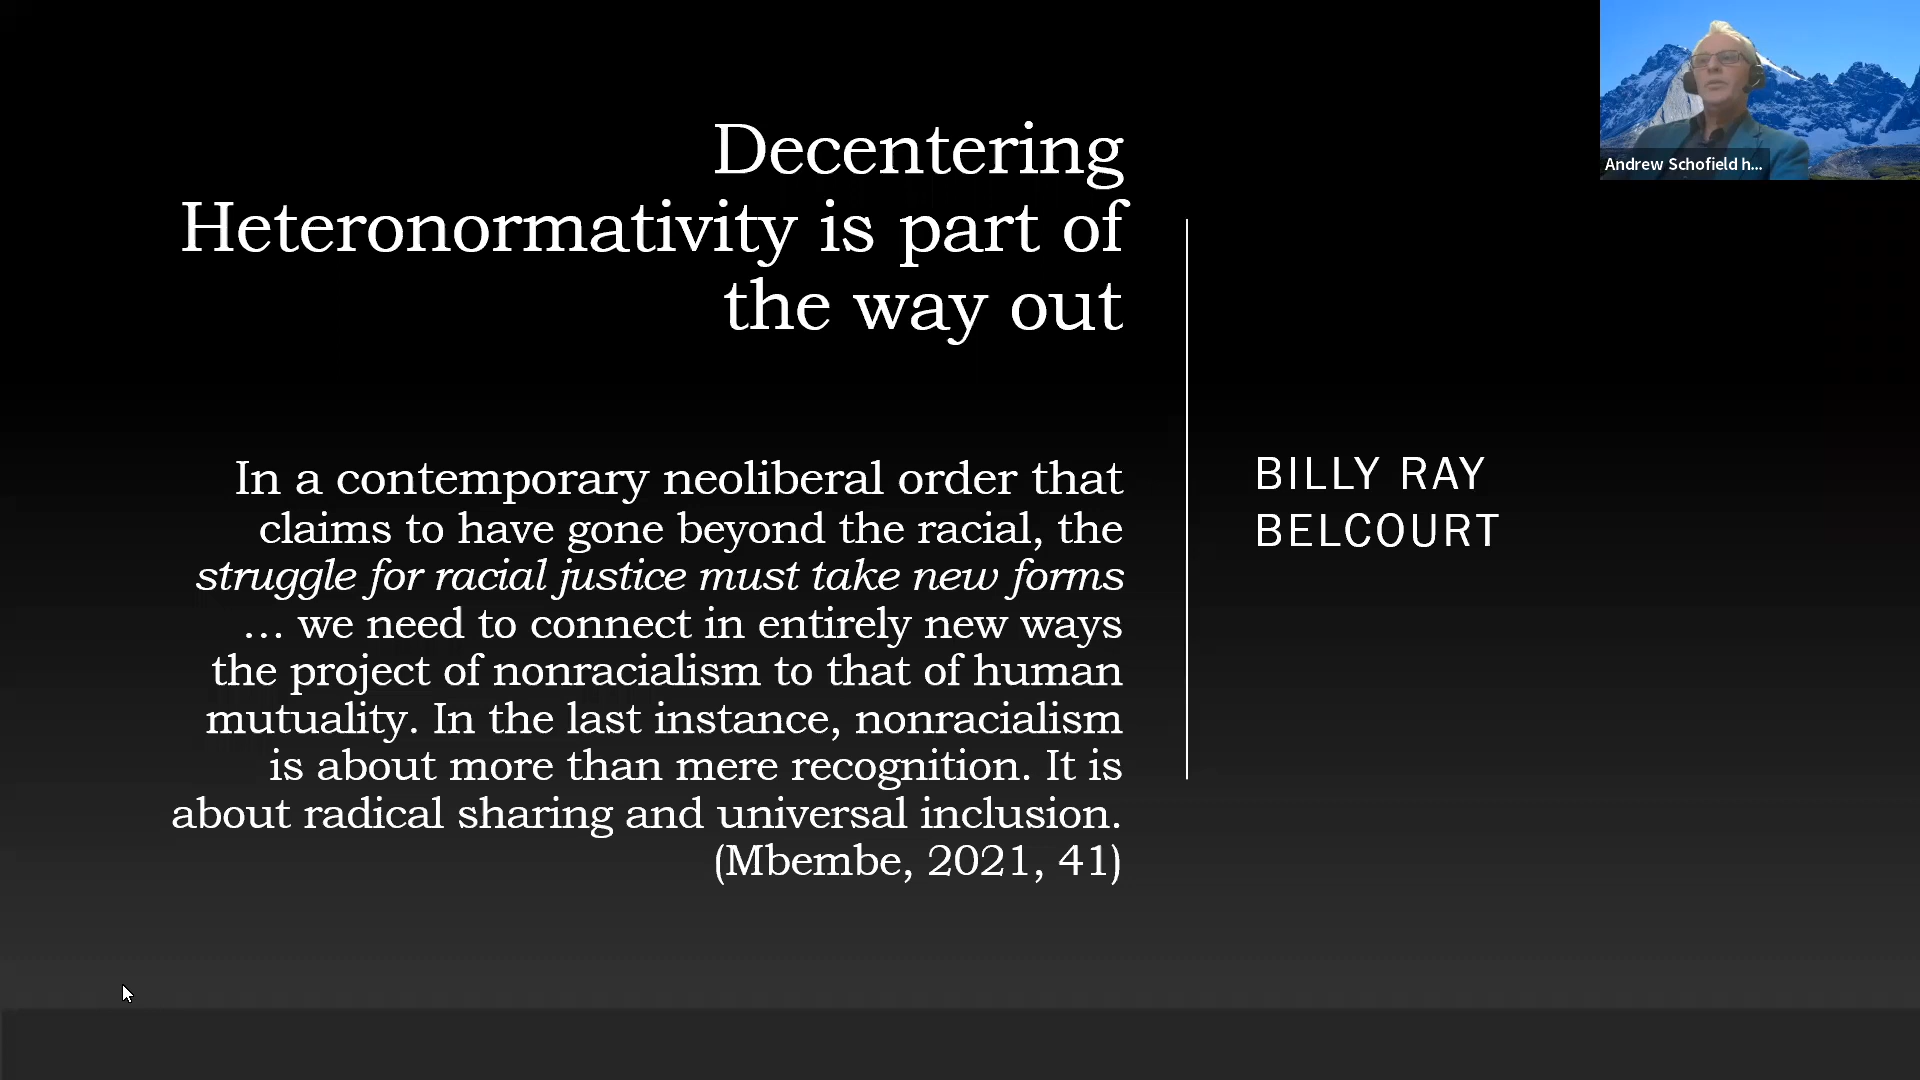 Decentering
Heteronormativity is part of
the way out
In a contemporary neoliberal order that
claims to have gone beyond the racial, the
struggle for racial justice must take new forms
… we need to connect in entirely new ways
the project of nonracialism to that of human
mutuality. In the last instance, nonracialism
is about more than mere recognition. It is
about radical sharing and universal inclusion.
(Mbembe, 2021, 41)
BILLY RAY
BELCOURT
Andrew Schofield h...